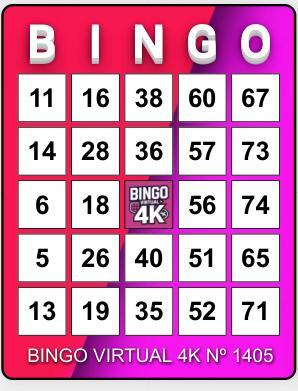 B I N G O
11 16 38 60 67
14 28 36 57 73
6 18 BINGO VIRTUAL 4K 56 74
5 26 40 51 65
13 19 35 52 71
BINGO VIRTUAL 4K Nº 1405